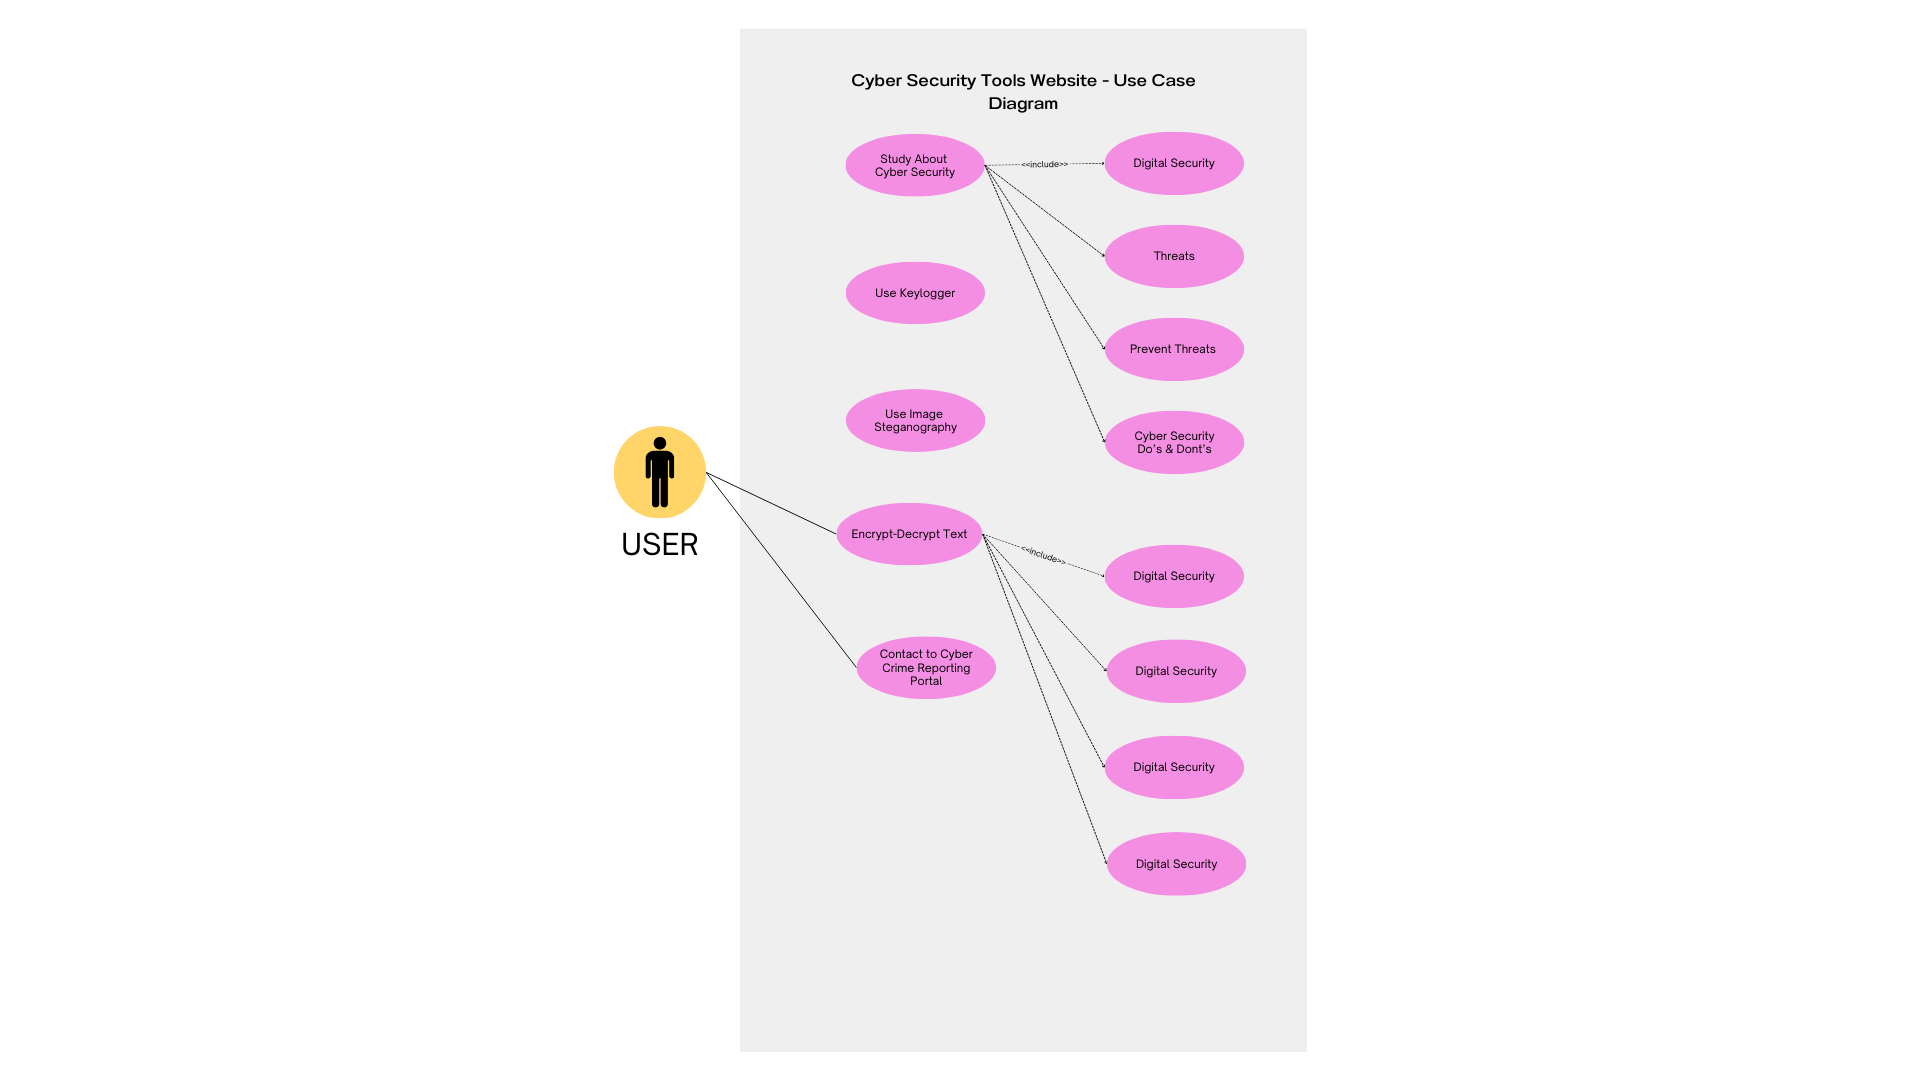 Cyber Security Tools Website - Use Case
Diagram
Study About
Cyber Security
<<include>>
Digital Security
Threats
Use Keylogger
Prevent Threats
Use Image
Steganography
Cyber Security
Do's & Dont's
USER
Encrypt-Decrypt Text
<<include>>
Digital Security
Contact to Cyber
Crime Reporting
Portal
Digital Security
Digital Security
Digital Security